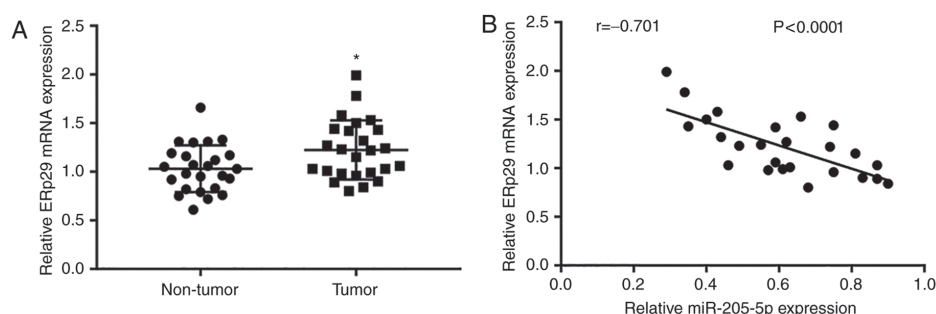 A
Relative ERp29 mRNA expression
2.5
2.0
1.5
1.0
0.5
0.0
*
Non-tumor
Tumor
B
Relative ERp29 mRNA expression
2.5
2.0
1.5
1.0
0.5
0.0
r=−0.701
P<0.0001
0.0
0.2
0.4
0.6
0.8
1.0
Relative miR-205-5p expression